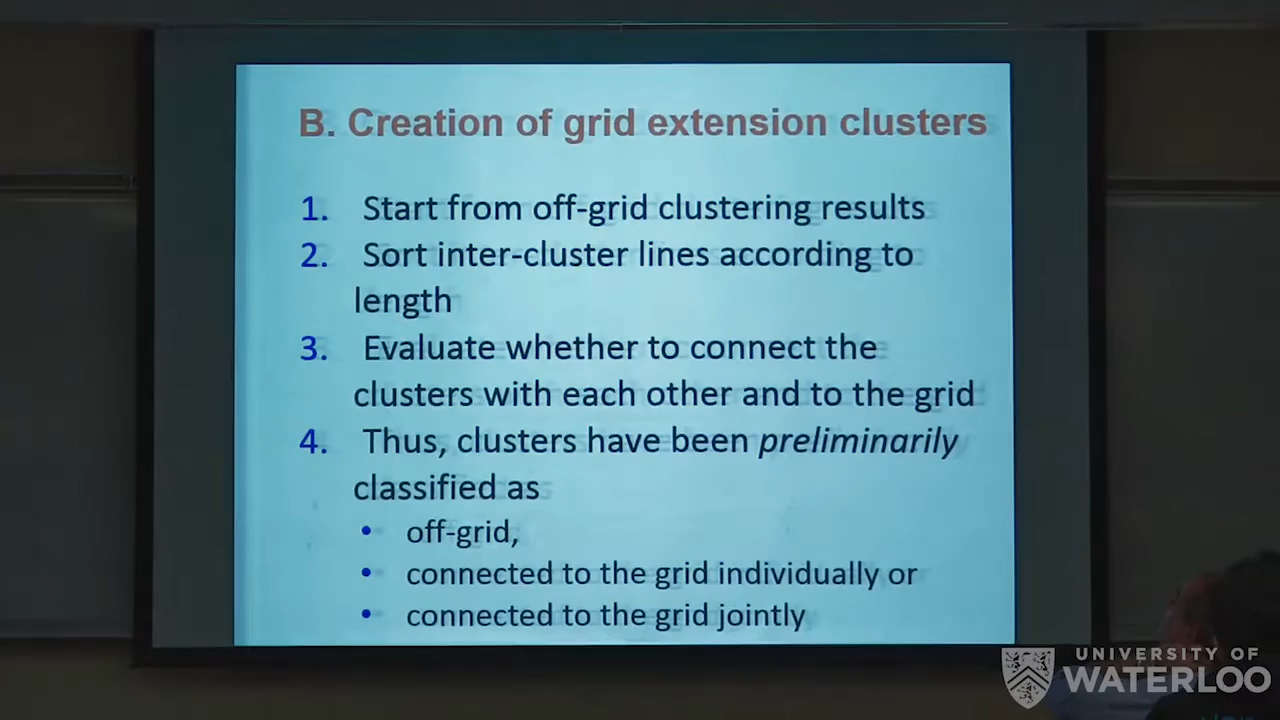 B. Creation of grid extension clusters
1. Start from off-grid clustering results
2. Sort inter-cluster lines according to
length
3. Evaluate whether to connect the
clusters with each other and to the grid
4. Thus, clusters have been preliminarily
classified as
• off-grid,
• connected to the grid individually or
• connected to the grid jointly
UNIVERSITY OF
WATERLOO